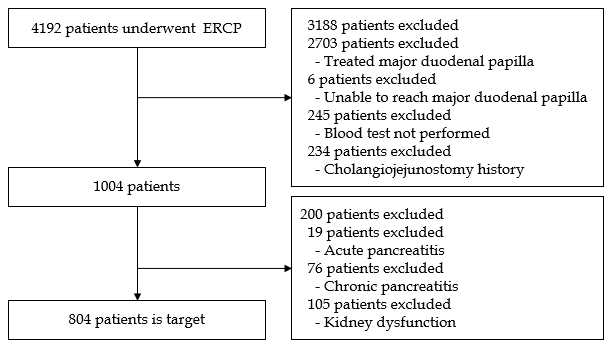 4192 patients underwent ERCP
3188 patients excluded
2703 patients excluded
- Treated major duodenal papilla
6 patients excluded
- Unable to reach major duodenal papilla
245 patients excluded
- Blood test not performed
234 patients excluded
- Cholangiojejunostomy history
1004 patients
200 patients excluded
19 patients excluded
- Acute pancreatitis
76 patients excluded
- Chronic pancreatitis
105 patients excluded
- Kidney dysfunction
804 patients is target